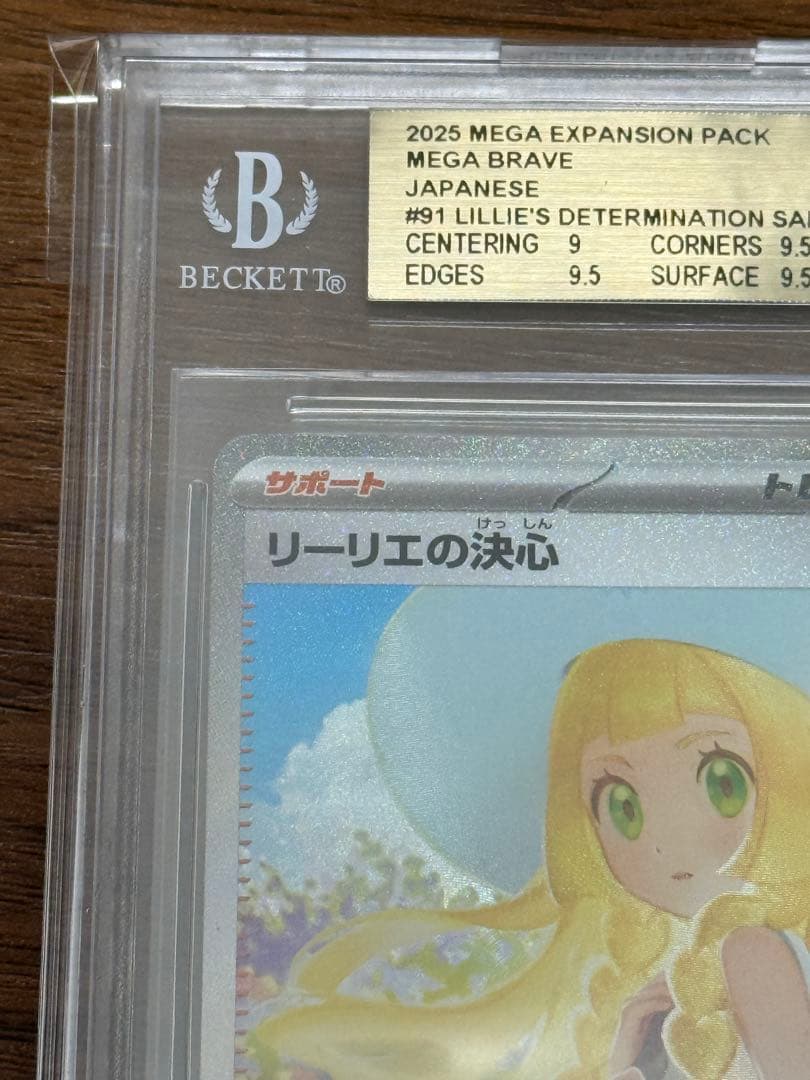 2025 MEGA EXPANSION PACK
MEGA BRAVE
JAPANESE
#91 LILLIE'S DETERMINATION
CENTERING 9 CORNERS 9.5
EDGES 9.5 SURFACE 9.5
B
BECKETT®
サポート
けっ しん
リーリエの決心